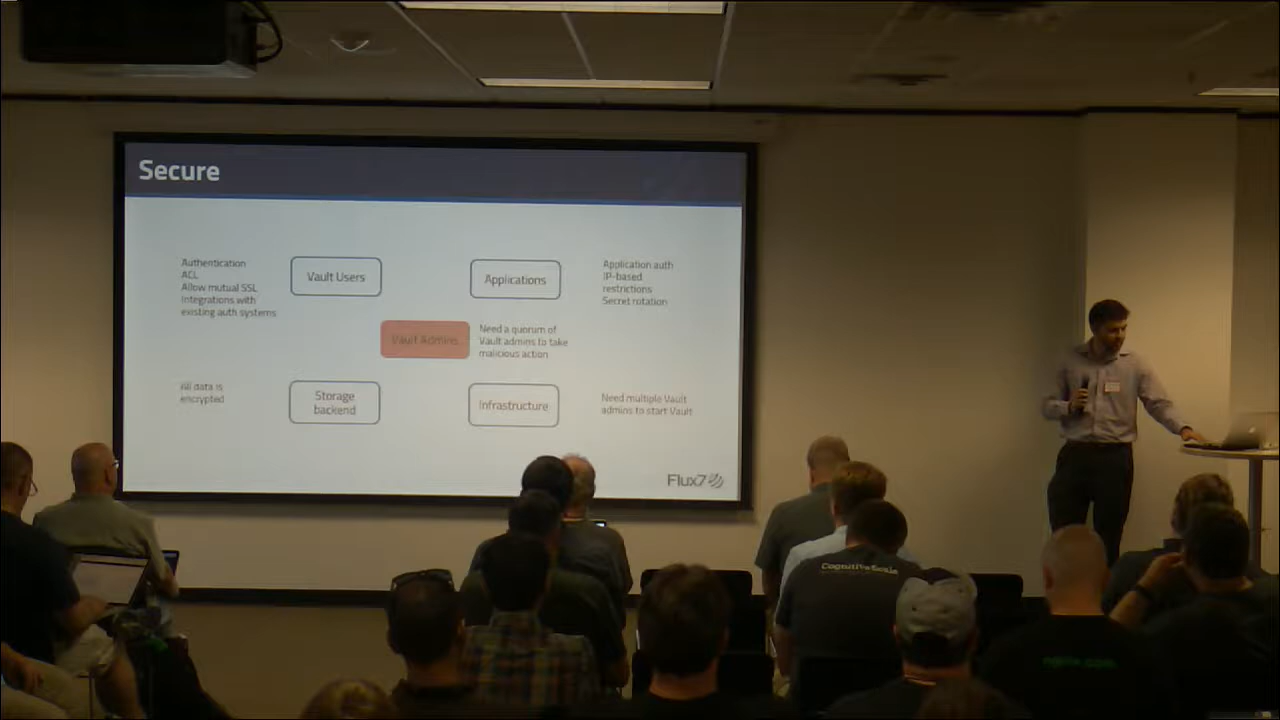 Secure
Authentication
ACL
Allow mutual SSL
Integrations with
existing auth systems
Vault Users
Applications
Application auth
IP-based
restrictions
Secret rotation
Vault Admins
Need a quorum of
Vault admins to take
malicious action
All data is
encrypted
Storage
backend
Infrastructure
Need multiple Vault
admins to start Vault
Flux7
CognitiveScale